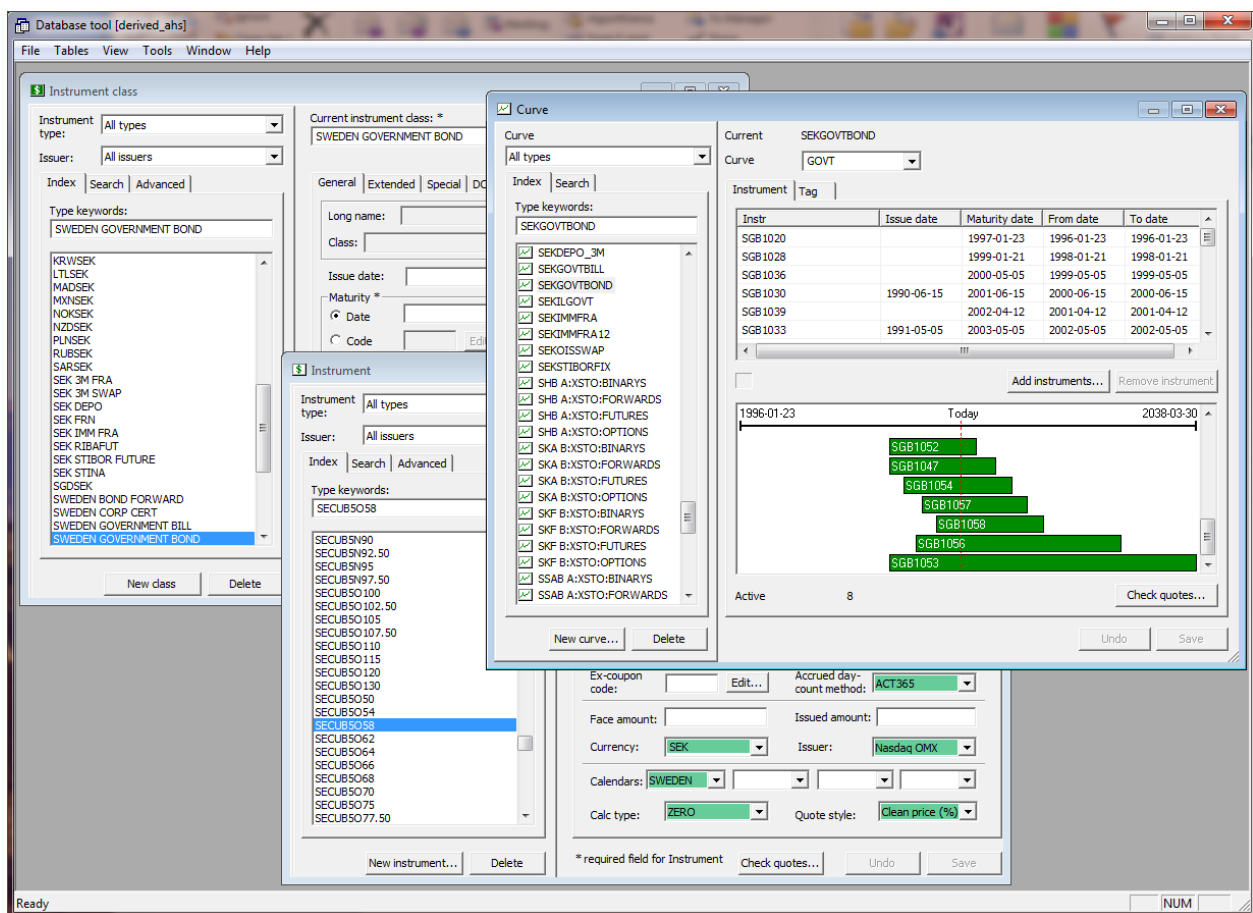 Database tool [derived_ahs]
File Tables View Tools Window Help
Instrument class
Instrument type:
All types
Issuer:
All issuers
Index Search Advanced
Type keywords:
SWEDEN GOVERNMENT BOND
KRWSEK
LTLSEK
MADSEK
MXNSEK
NOKSEK
NZDSEK
PLNSEK
RUBSEK
SARSEK
SEK 3M FRA
SEK 3M SWAP
SEK DEPO
SEK FRN
SEK IMM FRA
SEK RIBAFUT
SEK STIBOR FUTURE
SEK STINA
SGDSEK
SWEDEN BOND FORWARD
SWEDEN CORP CERT
SWEDEN GOVERNMENT BILL
SWEDEN GOVERNMENT BOND
New class Delete
Current instrument class: *
SWEDEN GOVERNMENT BOND
General Extended Special
Long name:
Class:
Issue date:
Maturity *
Date
Code
Instrument
Instrument type:
All types
Issuer:
All issuers
Index Search Advanced
Type keywords:
SECUB5O58
SECUB5N90
SECUB5N92.50
SECUB5N95
SECUB5N97.50
SECUB5O100
SECUB5O102.50
SECUB5O105
SECUB5O107.50
SECUB5O110
SECUB5O115
SECUB5O120
SECUB5O130
SECUB5O50
SECUB5O54
SECUB5O58
SECUB5O62
SECUB5O64
SECUB5O66
SECUB5O68
SECUB5O70
SECUB5O75
SECUB5O77.50
New instrument... Delete
Ex-coupon code:
Edit...
Accrued day-count method:
ACT365
Face amount:
Issued amount:
Currency: SEK
Issuer: Nasdaq OMX
Calendars: SWEDEN
Calc type: ZERO
Quote style: Clean price (%)
* required field for Instrument
Check quotes... Undo Save
Curve
Curve
All types
Index Search
Type keywords:
SEKGOVTBOND
SEKDEPO_3M
SEKGOVTBILL
SEKGOVTBOND
SEKILGOVT
SEKIMMFRA
SEKIMMFRA12
SEKOISSWAP
SEKSTIBORFIX
SHB A:XSTO:BINARYS
SHB A:XSTO:FORWARDS
SHB A:XSTO:FUTURES
SHB A:XSTO:OPTIONS
SKA B:XSTO:BINARYS
SKA B:XSTO:FORWARDS
SKA B:XSTO:FUTURES
SKA B:XSTO:OPTIONS
SKF B:XSTO:BINARYS
SKF B:XSTO:FORWARDS
SKF B:XSTO:FUTURES
SKF B:XSTO:OPTIONS
SSAB A:XSTO:BINARYS
SSAB A:XSTO:FORWARDS
New curve... Delete
Current SEKGOVTBOND
Curve GOVT
Instrument Tag
Instr Issue date Maturity date From date To date
SGB1020 1997-01-23 1996-01-23 1996-01-23
SGB1028 1999-01-21 1998-01-21 1998-01-21
SGB1036 2000-05-05 1999-05-05 1999-05-05
SGB1030 1990-06-15 2001-06-15 2000-06-15 2000-06-15
SGB1039 2002-04-12 2001-04-12 2001-04-12
SGB1033 1991-05-05 2003-05-05 2002-05-05 2002-05-05
Add instruments... Remove instrument
1996-01-23 Today 2038-03-30
SGB1052
SGB1047
SGB1054
SGB1057
SGB1058
SGB1056
SGB1053
Active 8 Check quotes...
Undo Save
Ready NUM